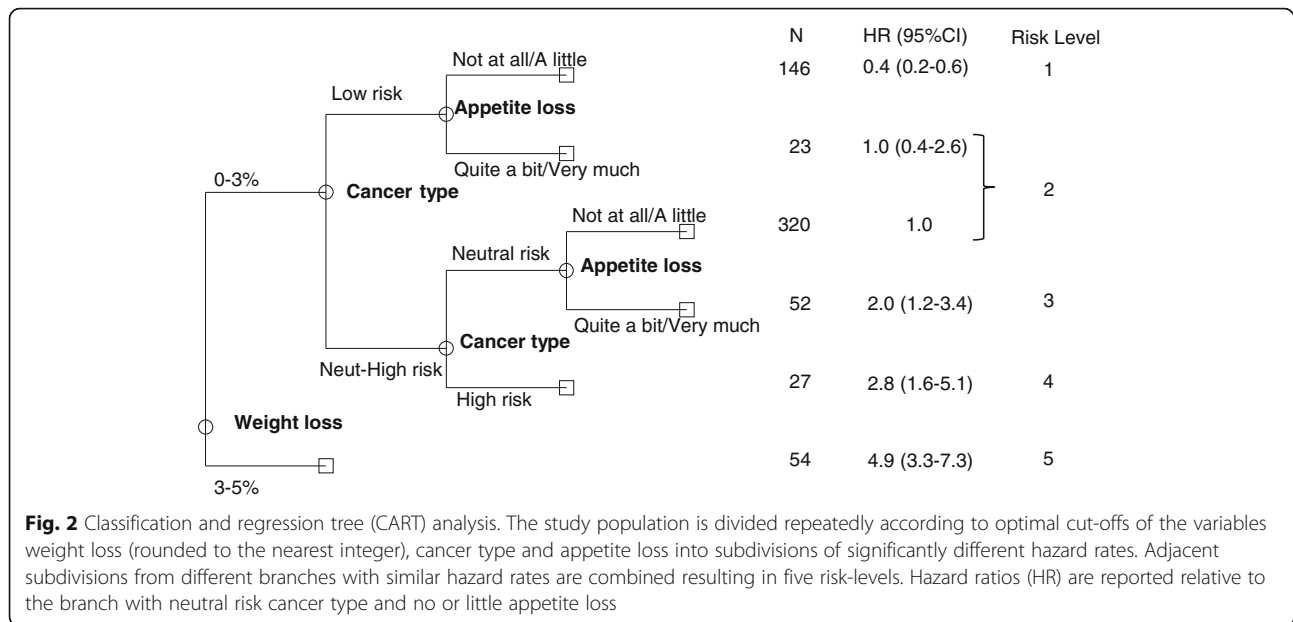 N HR (95%CI) Risk Level
Not at all/A little 146 0.4 (0.2-0.6) 1
Low risk
Appetite loss
23 1.0 (0.4-2.6)
Quite a bit/Very much
0-3%
Cancer type 2
Not at all/A little 320 1.0
Neutral risk
Appetite loss
52 2.0 (1.2-3.4) 3
Quite a bit/Very much
Cancer type
Neut-High risk
27 2.8 (1.6-5.1) 4
High risk
Weight loss
54 4.9 (3.3-7.3) 5
3-5%
Fig. 2 Classification and regression tree (CART) analysis. The study population is divided repeatedly according to optimal cut-offs of the variables
weight loss (rounded to the nearest integer), cancer type and appetite loss into subdivisions of significantly different hazard rates. Adjacent
subdivisions from different branches with similar hazard rates are combined resulting in five risk-levels. Hazard ratios (HR) are reported relative to
the branch with neutral risk cancer type and no or little appetite loss